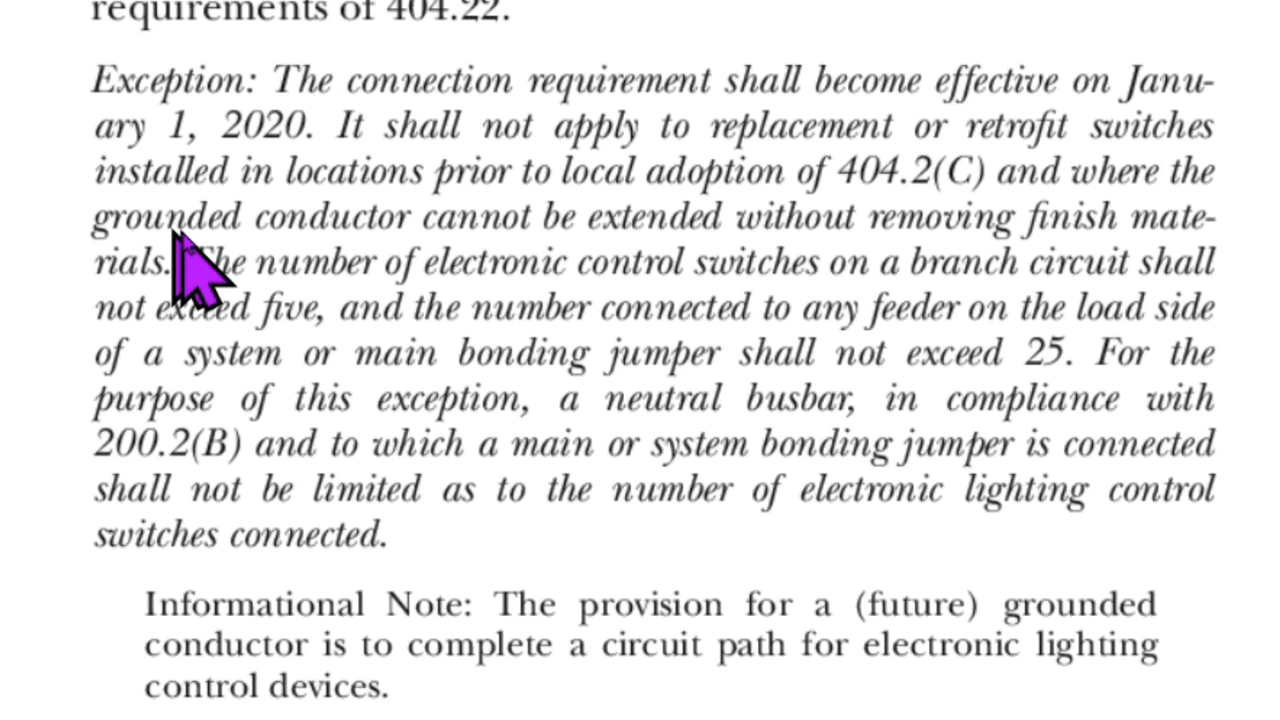 requirements of 404.22.
Exception: The connection requirement shall become effective on Janu-
ary 1, 2020. It shall not apply to replacement or retrofit switches
installed in locations prior to local adoption of 404.2(C) and where the
grounded conductor cannot be extended without removing finish mate-
rials. The number of electronic control switches on a branch circuit shall
not exceed five, and the number connected to any feeder on the load side
of a system or main bonding jumper shall not exceed 25. For the
purpose of this exception, a neutral busbar, in compliance with
200.2(B) and to which a main or system bonding jumper is connected
shall not be limited as to the number of electronic lighting control
switches connected.
Informational Note: The provision for a (future) grounded
conductor is to complete a circuit path for electronic lighting
control devices.